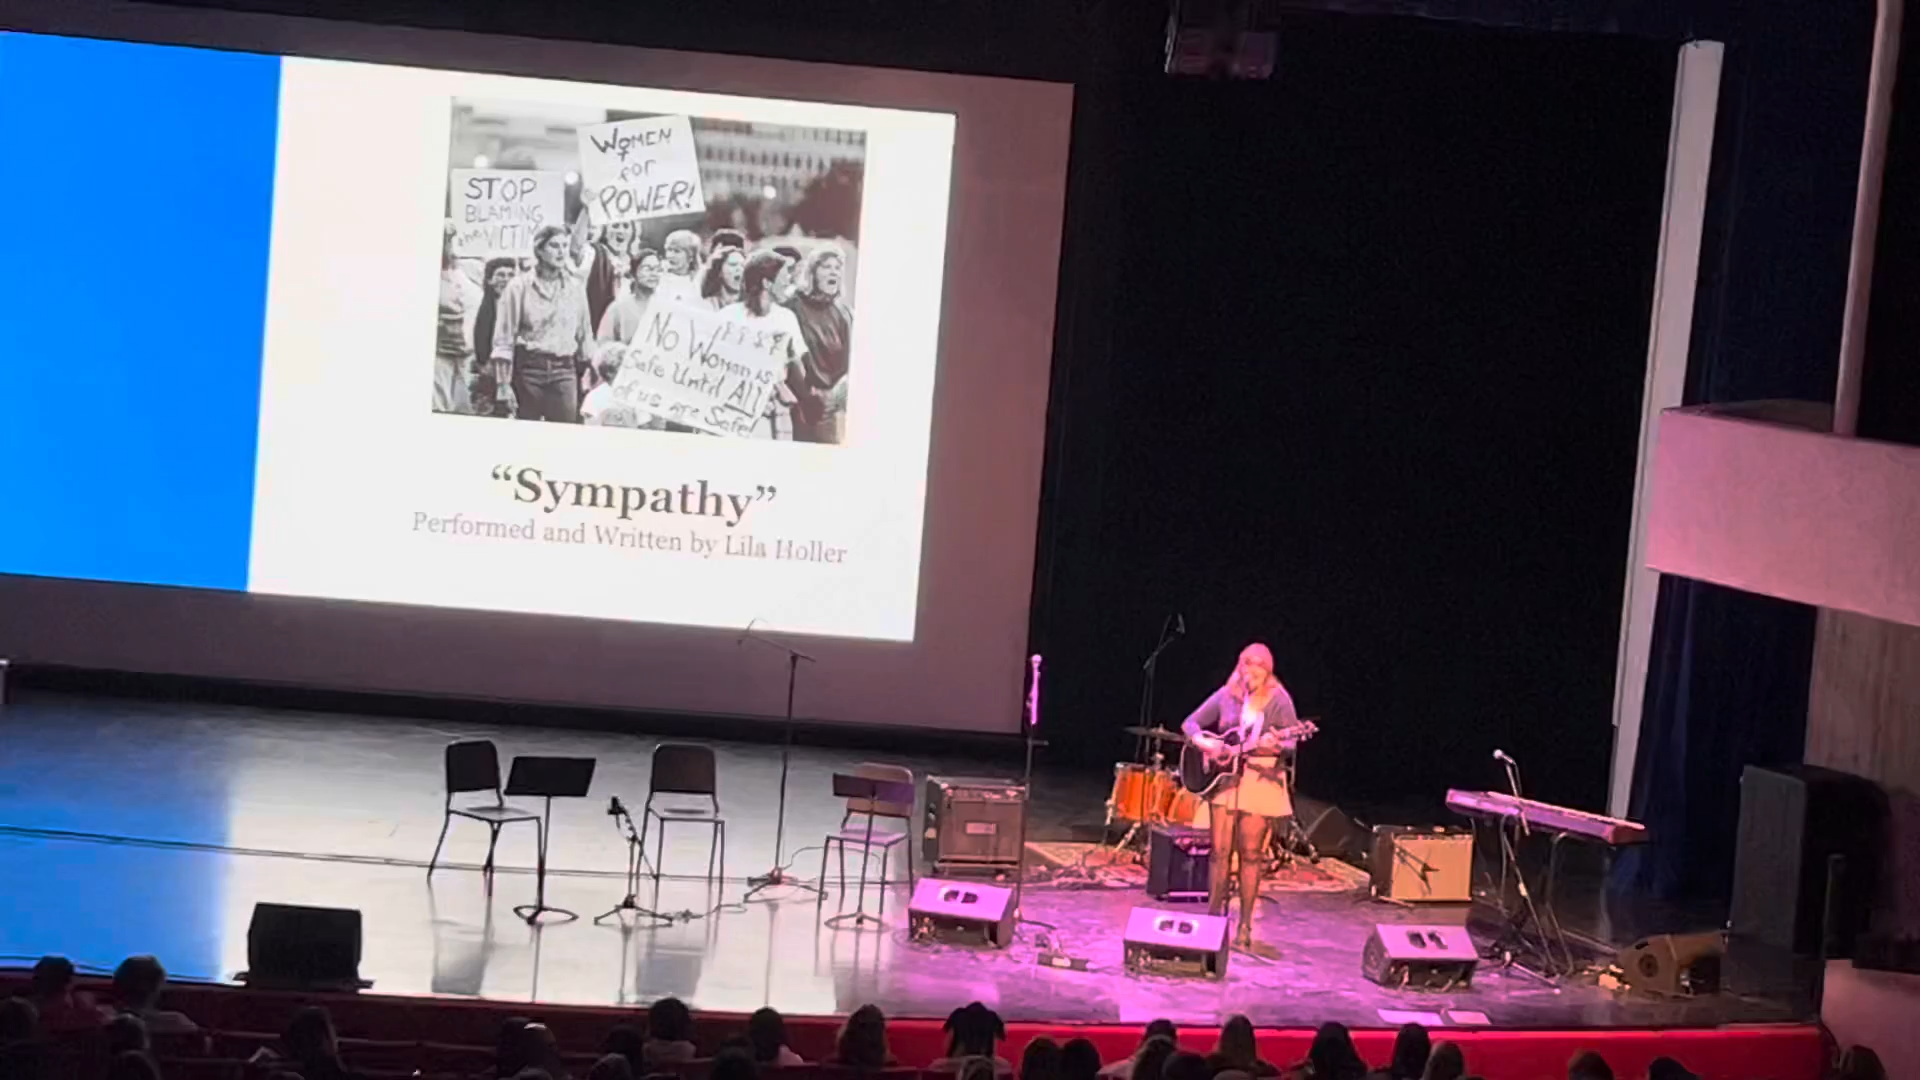 WOMEN
for
POWER!
STOP
BLAMING
the VICTIM
No Woman is
Safe Until All
of us are Safe!
“Sympathy”
Performed and Written by Lila Holler